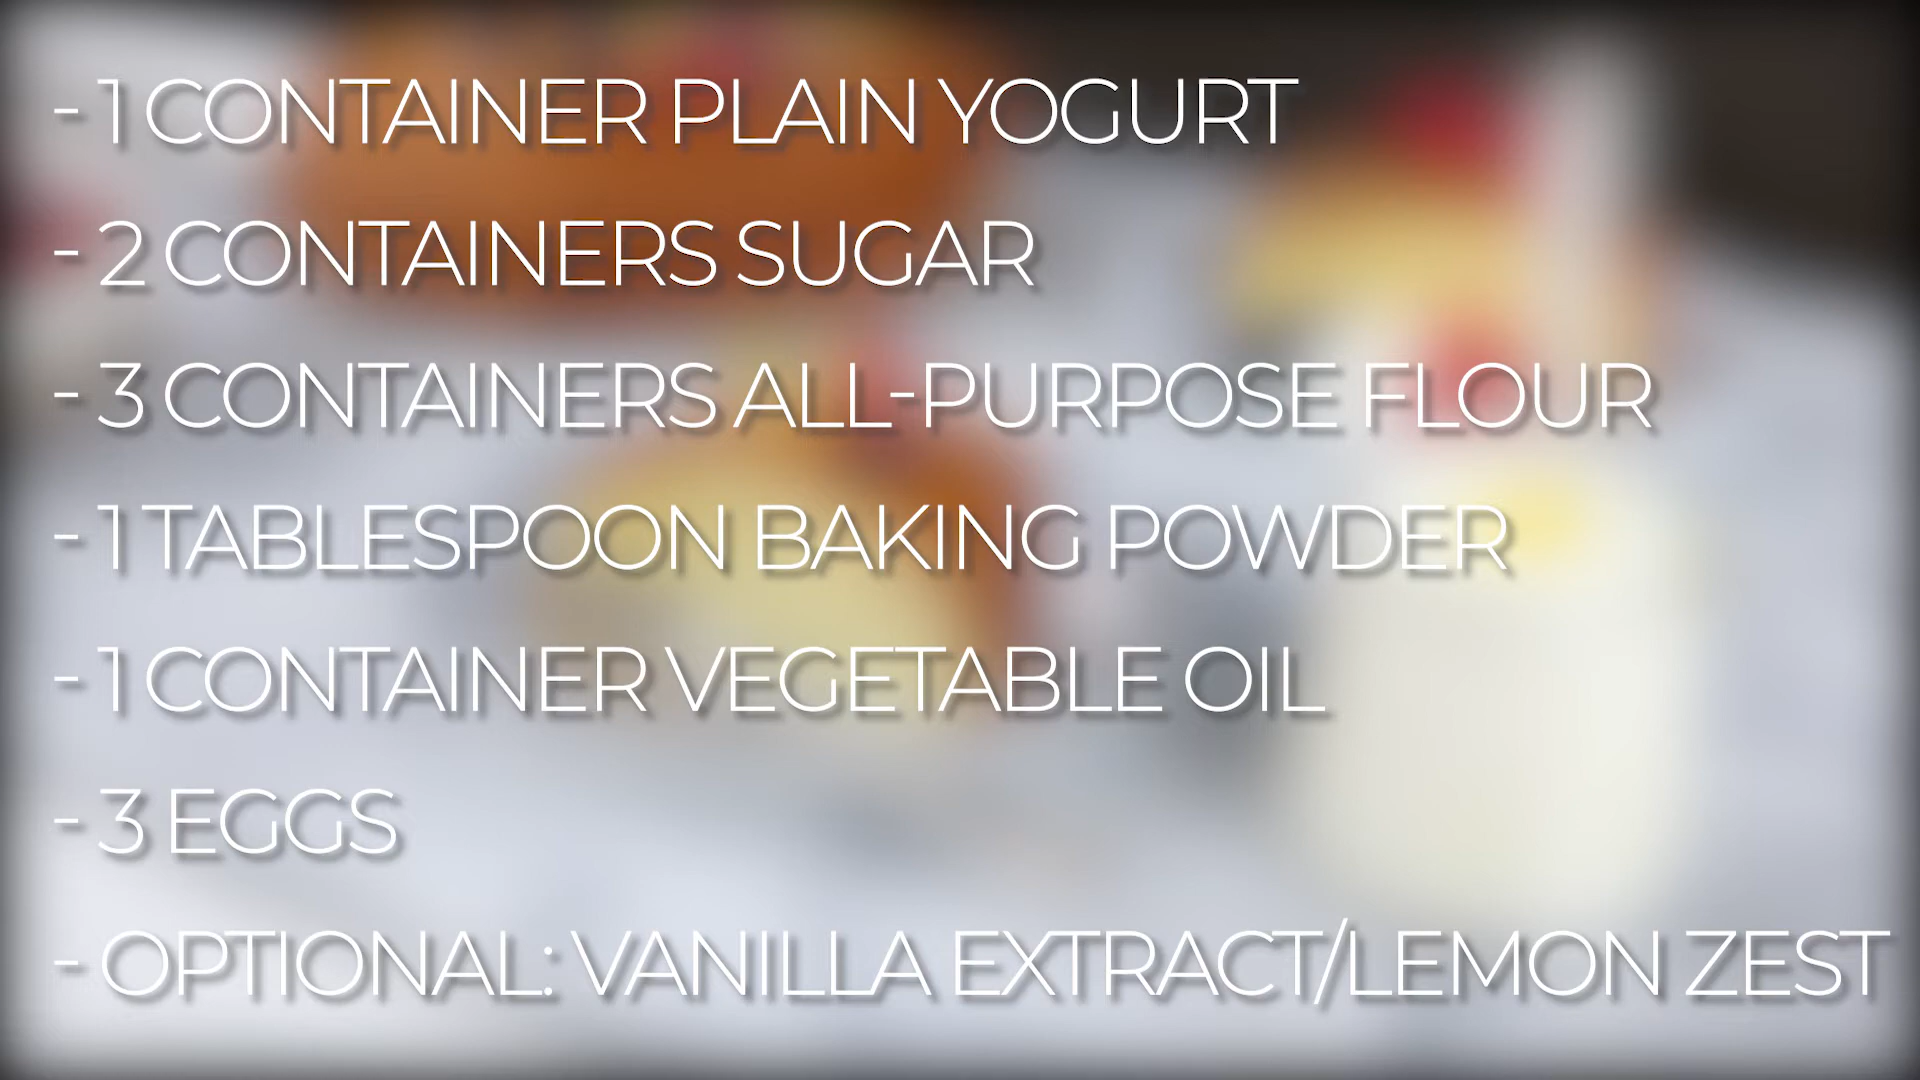 - 1 CONTAINER PLAIN YOGURT
- 2 CONTAINERS SUGAR
- 3 CONTAINERS ALL-PURPOSE FLOUR
- 1 TABLESPOON BAKING POWDER
- 1 CONTAINER VEGETABLE OIL
- 3 EGGS
- OPTIONAL: VANILLA EXTRACT/LEMON ZEST